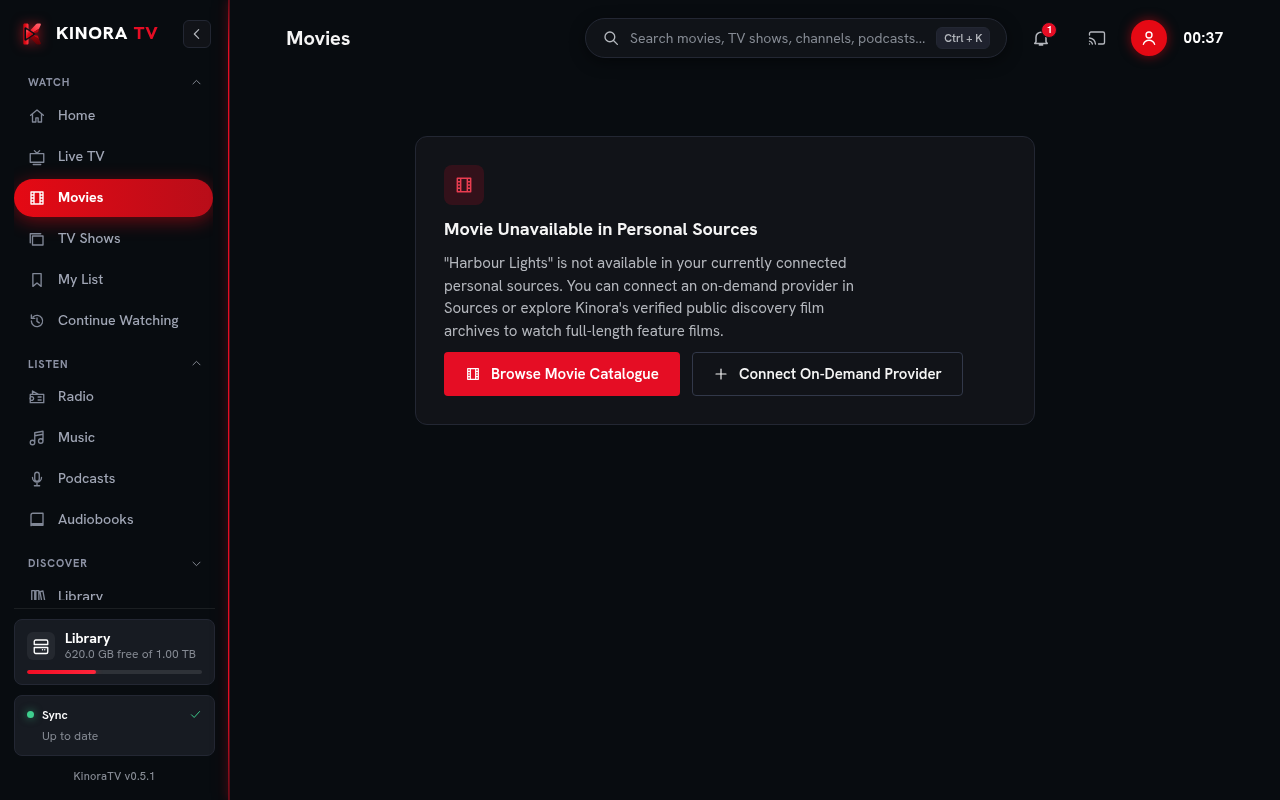 KINORA TV
WATCH
Home
Live TV
Movies
TV Shows
My List
Continue Watching
LISTEN
Radio
Music
Podcasts
Audiobooks
DISCOVER
Library
Library
620.0 GB free of 1.00 TB
Sync
Up to date
KinoraTV v0.5.1
Movies
Search movies, TV shows, channels, podcasts...
Ctrl + K
1
00:37
Movie Unavailable in Personal Sources
"Harbour Lights" is not available in your currently connected
personal sources. You can connect an on-demand provider in
Sources or explore Kinora's verified public discovery film
archives to watch full-length feature films.
Browse Movie Catalogue
Connect On-Demand Provider